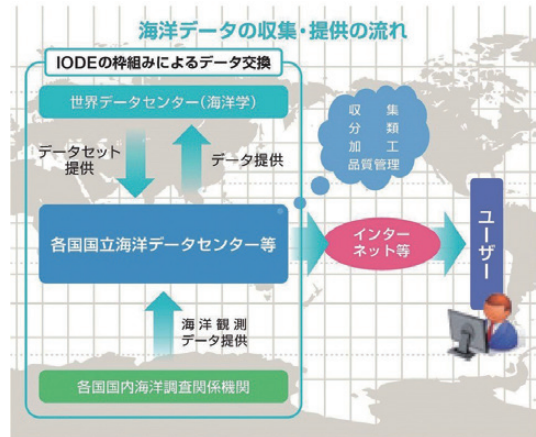 海洋データの収集・提供の流れ
IODEの枠組みによるデータ交換
世界データセンター(海洋学)
データセット
提供
データ提供
収集
分類
加工
品質管理
各国国立海洋データセンター等
インター
ネット等
ユーザー
海洋観測
データ提供
各国国内海洋調査関係機関